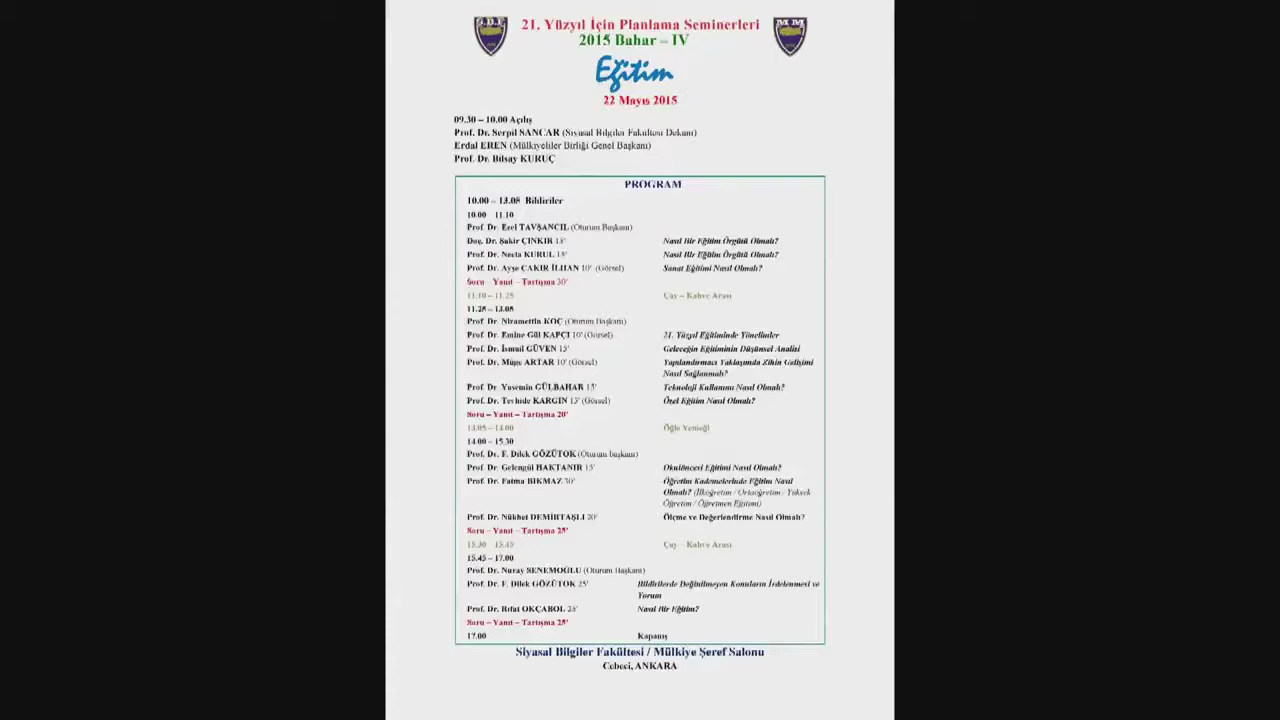 21. Yüzyıl İçin Planlama Seminerleri
2015 Bahar – IV
Eğitim
22 Mayıs 2015
09.30 – 10.00 Açılış
Prof. Dr. Serpil SANCAR (Siyasal Bilgiler Fakültesi Dekanı)
Erdal EREN (Mülkiyeliler Birliği Genel Başkanı)
Prof. Dr. Bilsay KURUÇ
PROGRAM
10.00 – 13.05 Bildiriler
10.00 – 11.10
Prof. Dr. Ezel TAVŞANCIL (Oturum Başkanı)
Doç. Dr. Şakir ÇINKIR 15' Nasıl Bir Eğitim Örgütü Olmalı?
Prof. Dr. Necla KURUL 15' Nasıl Bir Eğitim Örgütü Olmalı?
Prof. Dr. Ayşe ÇAKIR İLHAN 10' (Görsel) Sanat Eğitimi Nasıl Olmalı?
Soru – Yanıt – Tartışma 30'
11.10 – 11.25 Çay – Kahve Arası
11.25 – 13.05
Prof. Dr. Nizamettin KOÇ (Oturum Başkanı)
Prof. Dr. Emine Gül KAPÇI 10' (Görsel) 21. Yüzyıl Eğitiminde Yönelimler
Prof. Dr. İsmail GÜVEN 15' Geleceğin Eğitiminin Düşünsel Analizi
Prof. Dr. Müge ARTAR 10' (Görsel) Yapılandırmacı Yaklaşımda Zihin Gelişimi
Nasıl Sağlanmalı?
Prof. Dr. Yasemin GÜLBAHAR 15' Teknoloji Kullanımı Nasıl Olmalı?
Prof. Dr. Tevhide KARGIN 15' (Görsel) Özel Eğitim Nasıl Olmalı?
Soru – Yanıt – Tartışma 20'
13.05 – 14.00 Öğle Yemeği
14.00 – 15.30
Prof. Dr. F. Dilek GÖZÜTOK (Oturum başkanı)
Prof. Dr. Gelengül HAKTANIR 15' Okulöncesi Eğitimi Nasıl Olmalı?
Prof. Dr. Fatma BIKMAZ 30' Öğretim Kademelerinde Eğitim Nasıl
Olmalı? (İlköğretim / Ortaöğretim / Yüksek
Öğretim / Öğretmen Eğitimi)
Prof. Dr. Nükhet DEMİRTAŞLI 20' Ölçme ve Değerlendirme Nasıl Olmalı?
Soru – Yanıt – Tartışma 25'
15.30 – 15.45 Çay – Kahve Arası
15.45 – 17.00
Prof. Dr. Nuray SENEMOĞLU (Oturum Başkanı)
Prof. Dr. F. Dilek GÖZÜTOK 25' Bildirilerde Değinilmeyen Konuların İrdelenmesi ve
Yorum
Prof. Dr. Rıfat OKÇABOL 25' Nasıl Bir Eğitim?
Soru – Yanıt – Tartışma 25'
17.00 Kapanış
Siyasal Bilgiler Fakültesi / Mülkiye Şeref Salonu
Cebeci, ANKARA